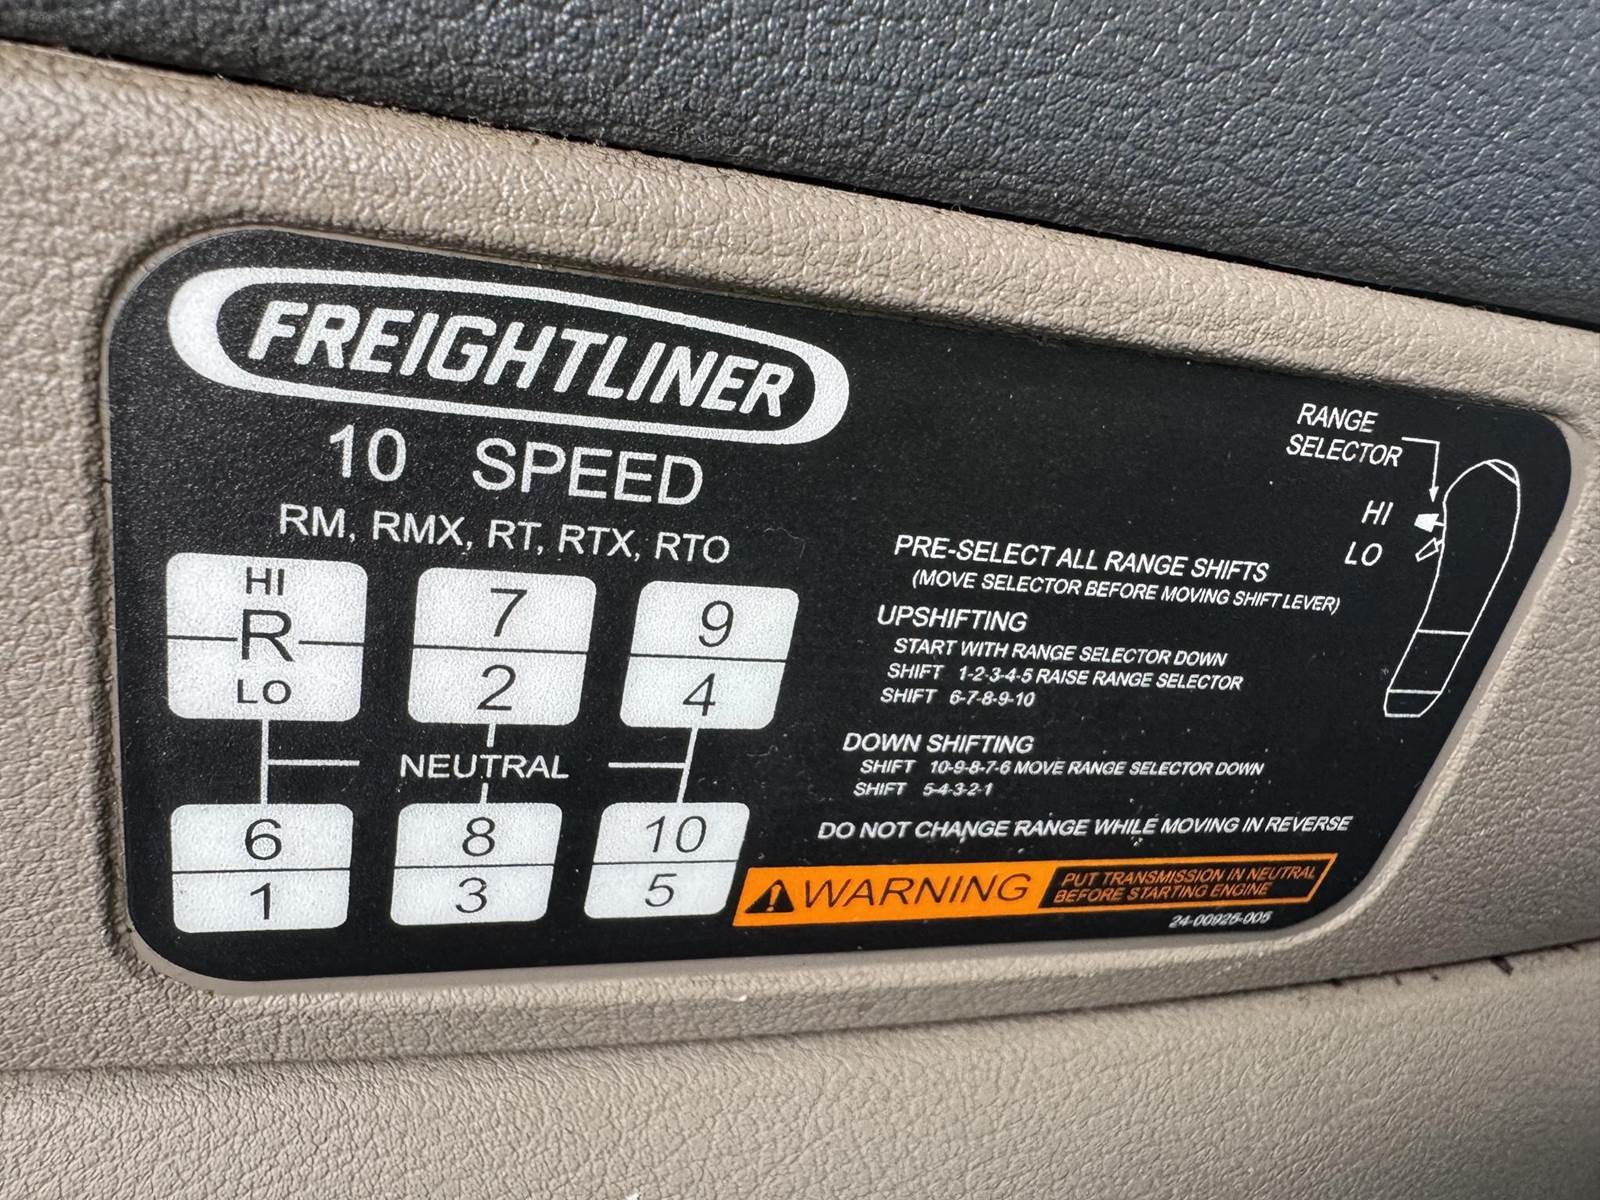 FREIGHTLINER
10 SPEED
RM, RMX, RT, RTX, RTO
HI
R
LO
7
2
9
4
NEUTRAL
6
1
8
3
10
5
RANGE
SELECTOR
HI
LO
PRE-SELECT ALL RANGE SHIFTS
(MOVE SELECTOR BEFORE MOVING SHIFT LEVER)
UPSHIFTING
START WITH RANGE SELECTOR DOWN
SHIFT 1-2-3-4-5 RAISE RANGE SELECTOR
SHIFT 6-7-8-9-10
DOWN SHIFTING
SHIFT 10-9-8-7-6 MOVE RANGE SELECTOR DOWN
SHIFT 5-4-3-2-1
DO NOT CHANGE RANGE WHILE MOVING IN REVERSE
WARNING
PUT TRANSMISSION IN NEUTRAL
BEFORE STARTING ENGINE
24-00926-005